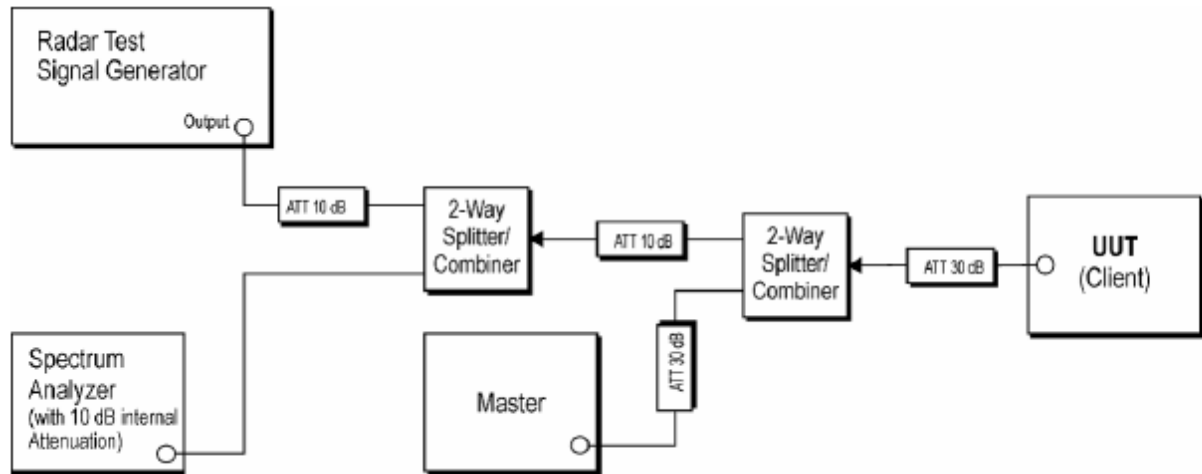 Radar Test
Signal Generator
Output
ATT 10 dB
2-Way
Splitter/
Combiner
ATT 10 dB
2-Way
Splitter/
Combiner
ATT 30 dB
UUT
(Client)
Spectrum
Analyzer
(with 10 dB internal
Attenuation)
Master
ATT 30 dB